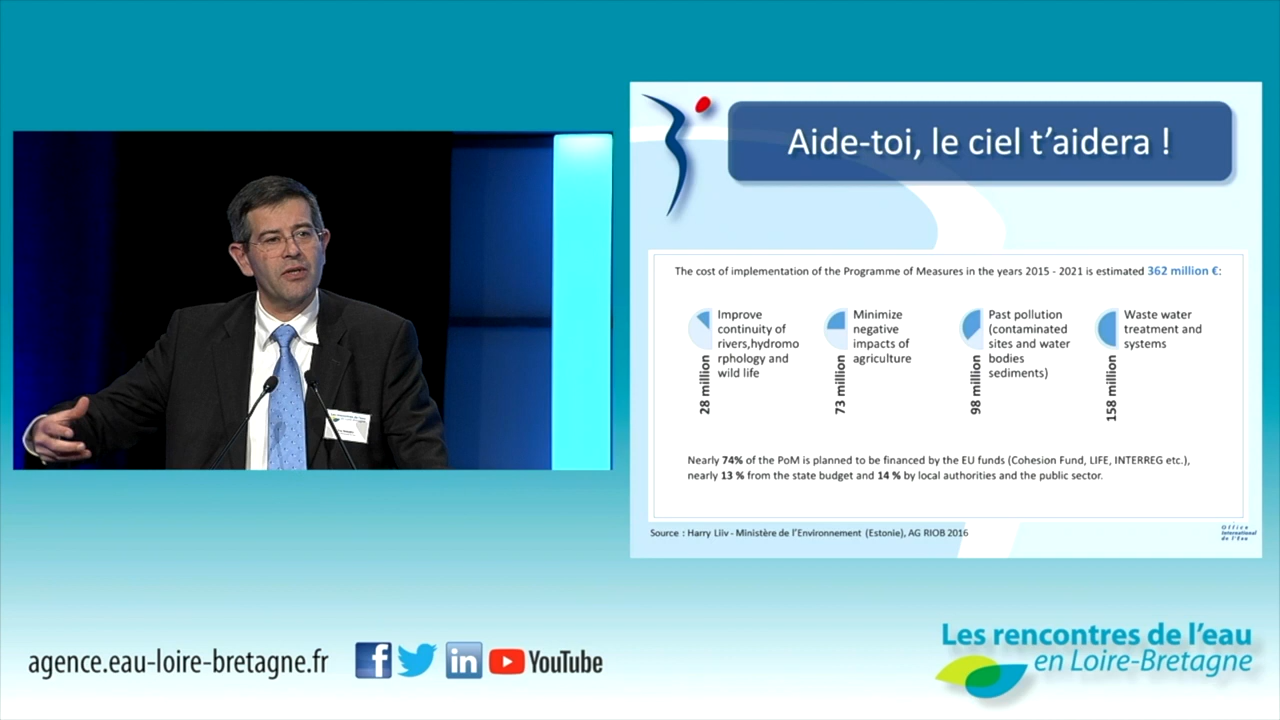 Aide-toi, le ciel t’aidera !
The cost of implementation of the Programme of Measures in the years 2015 - 2021 is estimated 362 million €:
28 million
Improve
continuity of
rivers,hydromo
rphology and
wild life
73 million
Minimize
negative
impacts of
agriculture
98 million
Past pollution
(contaminated
sites and water
bodies
sediments)
158 million
Waste water
treatment and
systems
Nearly 74% of the PoM is planned to be financed by the EU funds (Cohesion Fund, LIFE, INTERREG etc.),
nearly 13 % from the state budget and 14 % by local authorities and the public sector.
Source : Harry Liiv - Ministère de l’Environnement (Estonie), AG RIOB 2016
Office
International
de l’Eau
agence.eau-loire-bretagne.fr
f
in
YouTube
Les rencontres de l’eau
en Loire-Bretagne